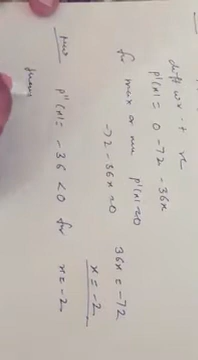 diff w.r.t x
p'(x) = 0 - 72 - 36x
for max or min p'(x) = 0
-72 - 36x = 0
36x = -72
x = -2
p''(x) = -36 < 0 for x = -2